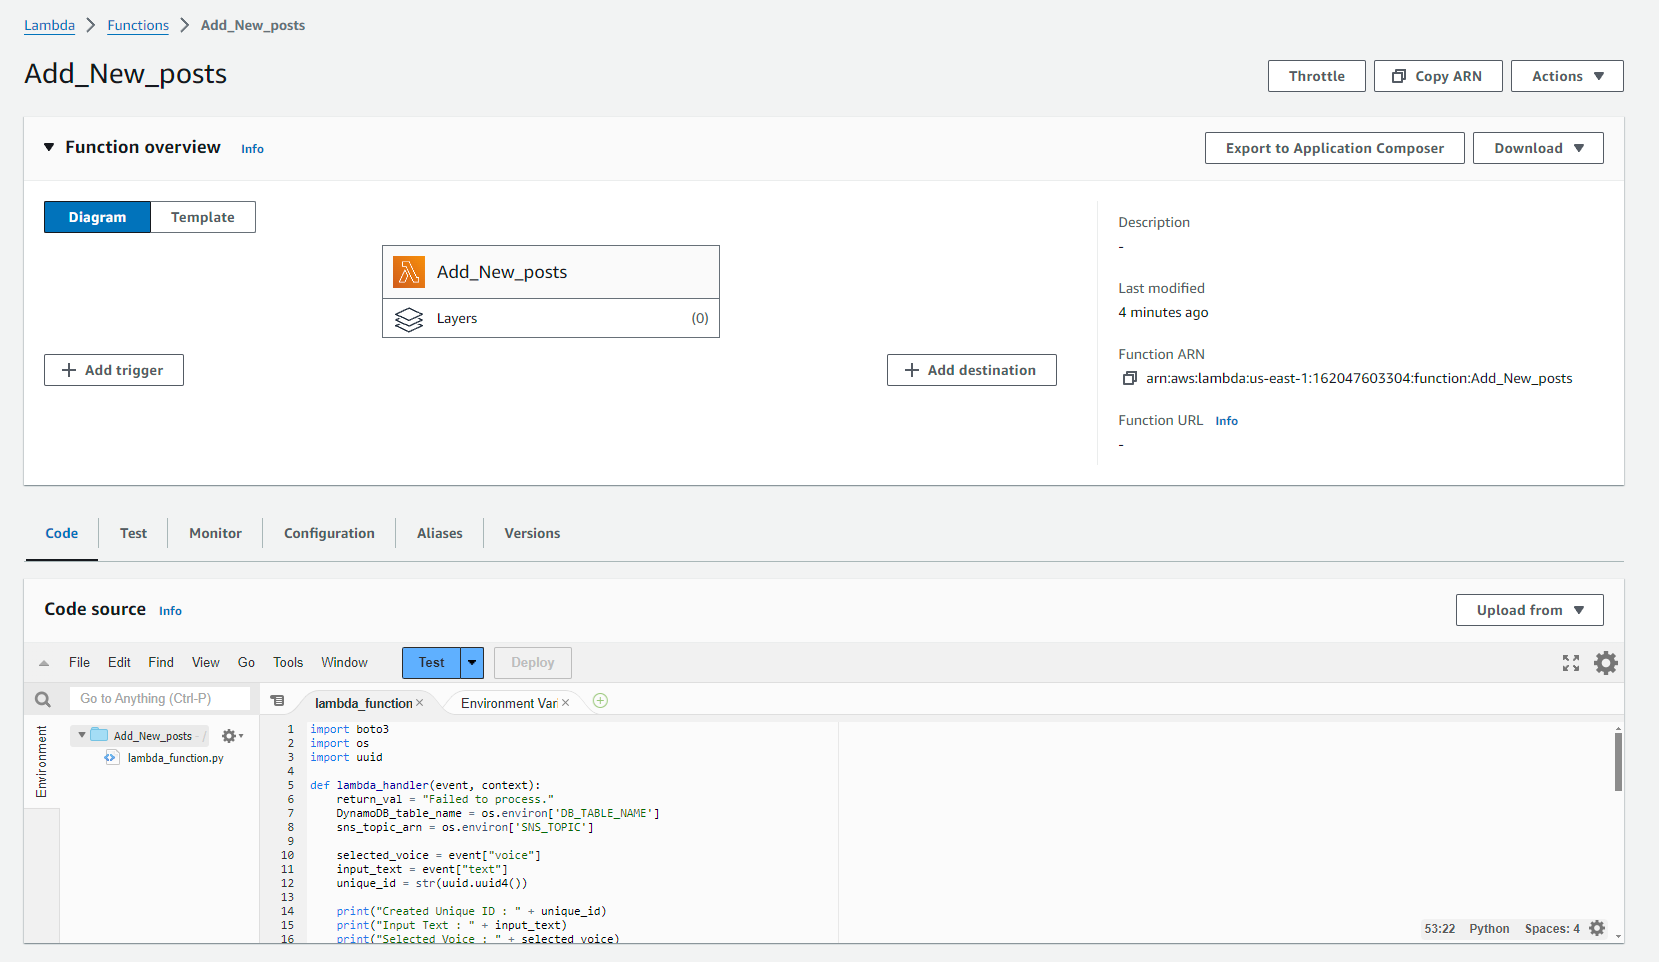 Lambda > Functions > Add_New_posts
Add_New_posts
Throttle Copy ARN Actions
Function overview Info
Export to Application Composer Download
Diagram Template
Add_New_posts
Layers (0)
+ Add trigger
+ Add destination
Description
-
Last modified
4 minutes ago
Function ARN
arn:aws:lambda:us-east-1:162047603304:function:Add_New_posts
Function URL Info
-
Code Test Monitor Configuration Aliases Versions
Code source Info
Upload from
File Edit Find View Go Tools Window Test Deploy
Go to Anything (Ctrl-P)
lambda_function × Environment Vari ×
Environment
Add_New_posts - /
lambda_function.py
1 import boto3
2 import os
3 import uuid
4
5 def lambda_handler(event, context):
6 return_val = "Failed to process."
7 DynamoDB_table_name = os.environ['DB_TABLE_NAME']
8 sns_topic_arn = os.environ['SNS_TOPIC']
9
10 selected_voice = event["voice"]
11 input_text = event["text"]
12 unique_id = str(uuid.uuid4())
13
14 print("Created Unique ID : " + unique_id)
15 print("Input Text : " + input_text)
16 print("Selected Voice : " + selected_voice)
53:22 Python Spaces: 4